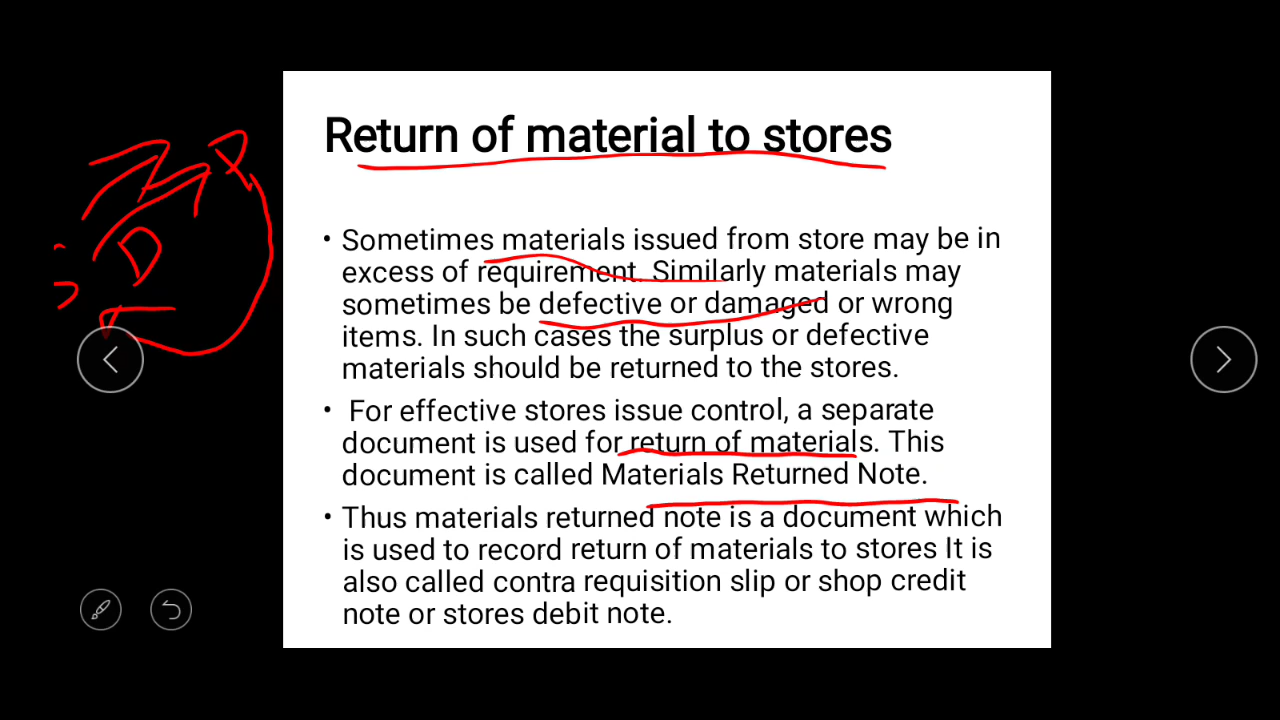 Return of material to stores
• Sometimes materials issued from store may be in
excess of requirement. Similarly materials may
sometimes be defective or damaged or wrong
items. In such cases the surplus or defective
materials should be returned to the stores.
• For effective stores issue control, a separate
document is used for return of materials. This
document is called Materials Returned Note.
• Thus materials returned note is a document which
is used to record return of materials to stores It is
also called contra requisition slip or shop credit
note or stores debit note.